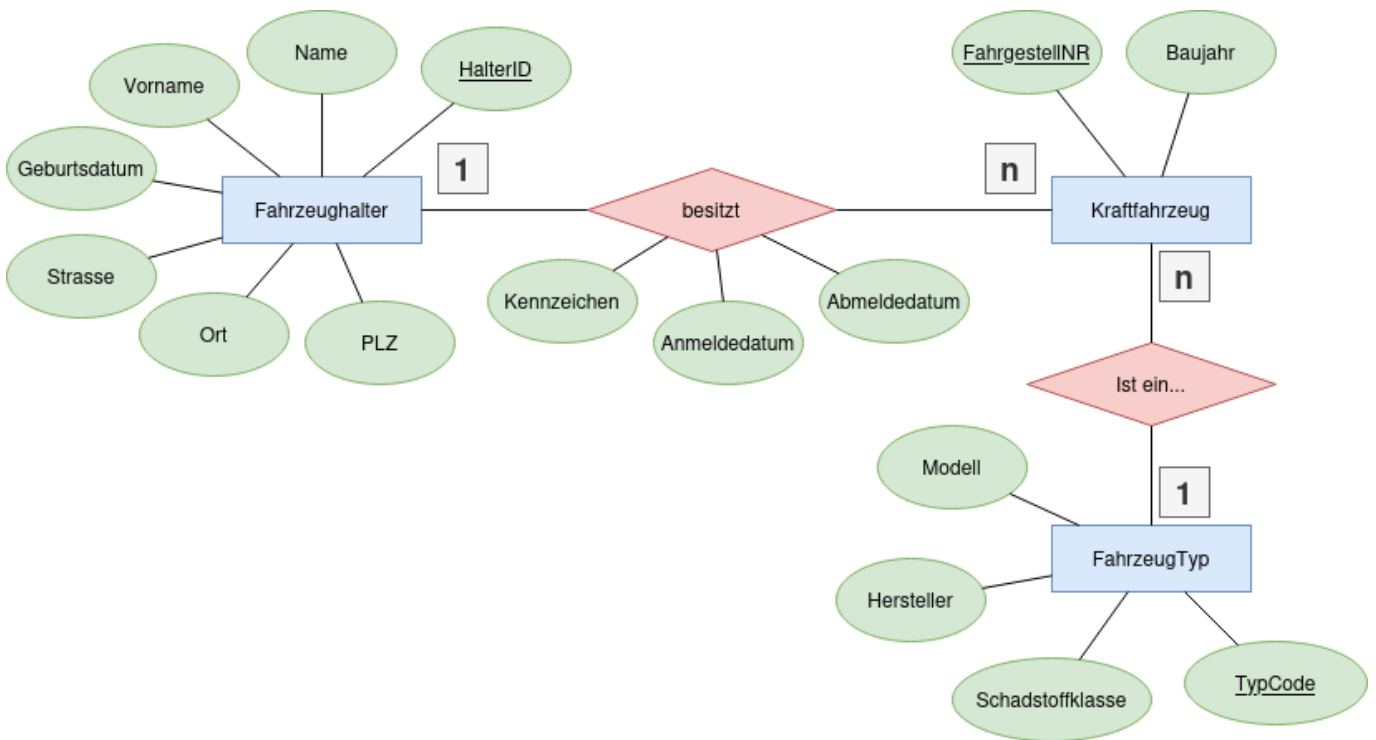 Name
HalterID
Vorname
Geburtsdatum
Fahrzeughalter
Strasse
Ort
PLZ
1
besitzt
n
Kennzeichen
Anmeldedatum
Abmeldedatum
FahrgestellNR
Baujahr
Kraftfahrzeug
n
Ist ein...
1
Modell
FahrzeugTyp
Hersteller
Schadstoffklasse
TypCode